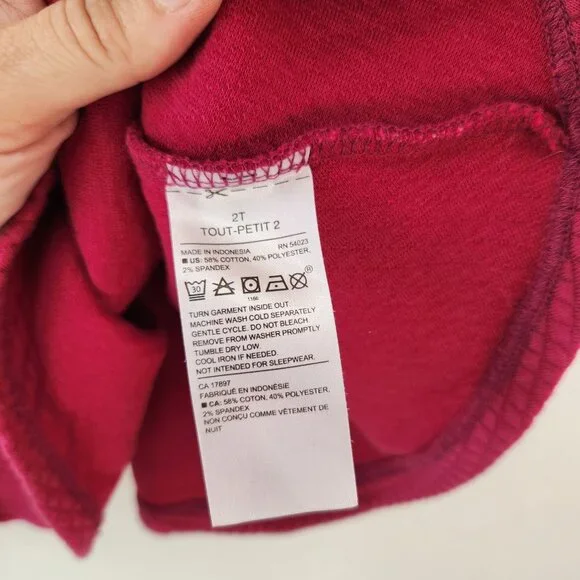 2T
TOUT-PETIT 2
MADE IN INDONESIA RN 54023
■ US: 58% COTTON, 40% POLYESTER,
2% SPANDEX
30
1166
TURN GARMENT INSIDE OUT.
MACHINE WASH COLD SEPARATELY
GENTLE CYCLE. DO NOT BLEACH.
REMOVE FROM WASHER PROMPTLY
TUMBLE DRY LOW.
COOL IRON IF NEEDED.
NOT INTENDED FOR SLEEPWEAR.
CA 17897
FABRIQUÉ EN INDONÉSIE
■ CA: 58% COTON, 40% POLYESTER,
2% SPANDEX
NON CONÇU COMME VÊTEMENT DE
NUIT